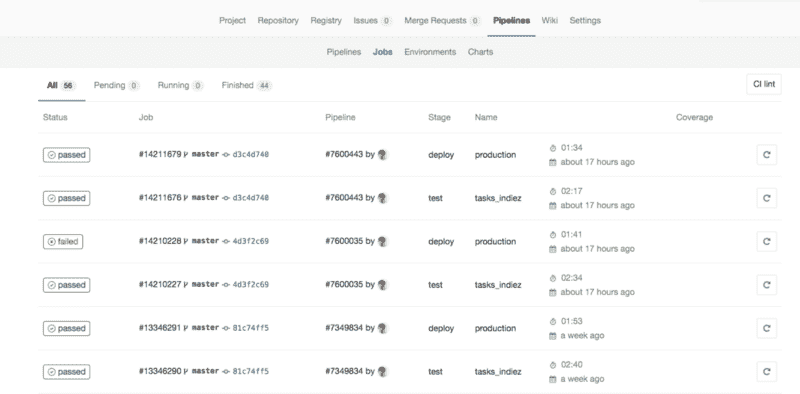 Project Repository Registry Issues 0 Merge Requests 0 Pipelines Wiki Settings
Pipelines Jobs Environments Charts
All 56 Pending 0 Running 0 Finished 44 CI lint
Status Job Pipeline Stage Name Coverage
passed #14211679 master d3c4d748 #7600443 by deploy production 01:34
about 17 hours ago
passed #14211676 master d3c4d748 #7600443 by test tasks_indiez 02:17
about 17 hours ago
failed #14210228 master 4d3f2c69 #7600035 by deploy production 01:41
about 17 hours ago
passed #14210227 master 4d3f2c69 #7600035 by test tasks_indiez 02:34
about 17 hours ago
passed #13346291 master 81c74ff5 #7349834 by deploy production 01:53
a week ago
passed #13346290 master 81c74ff5 #7349834 by test tasks_indiez 02:40
a week ago